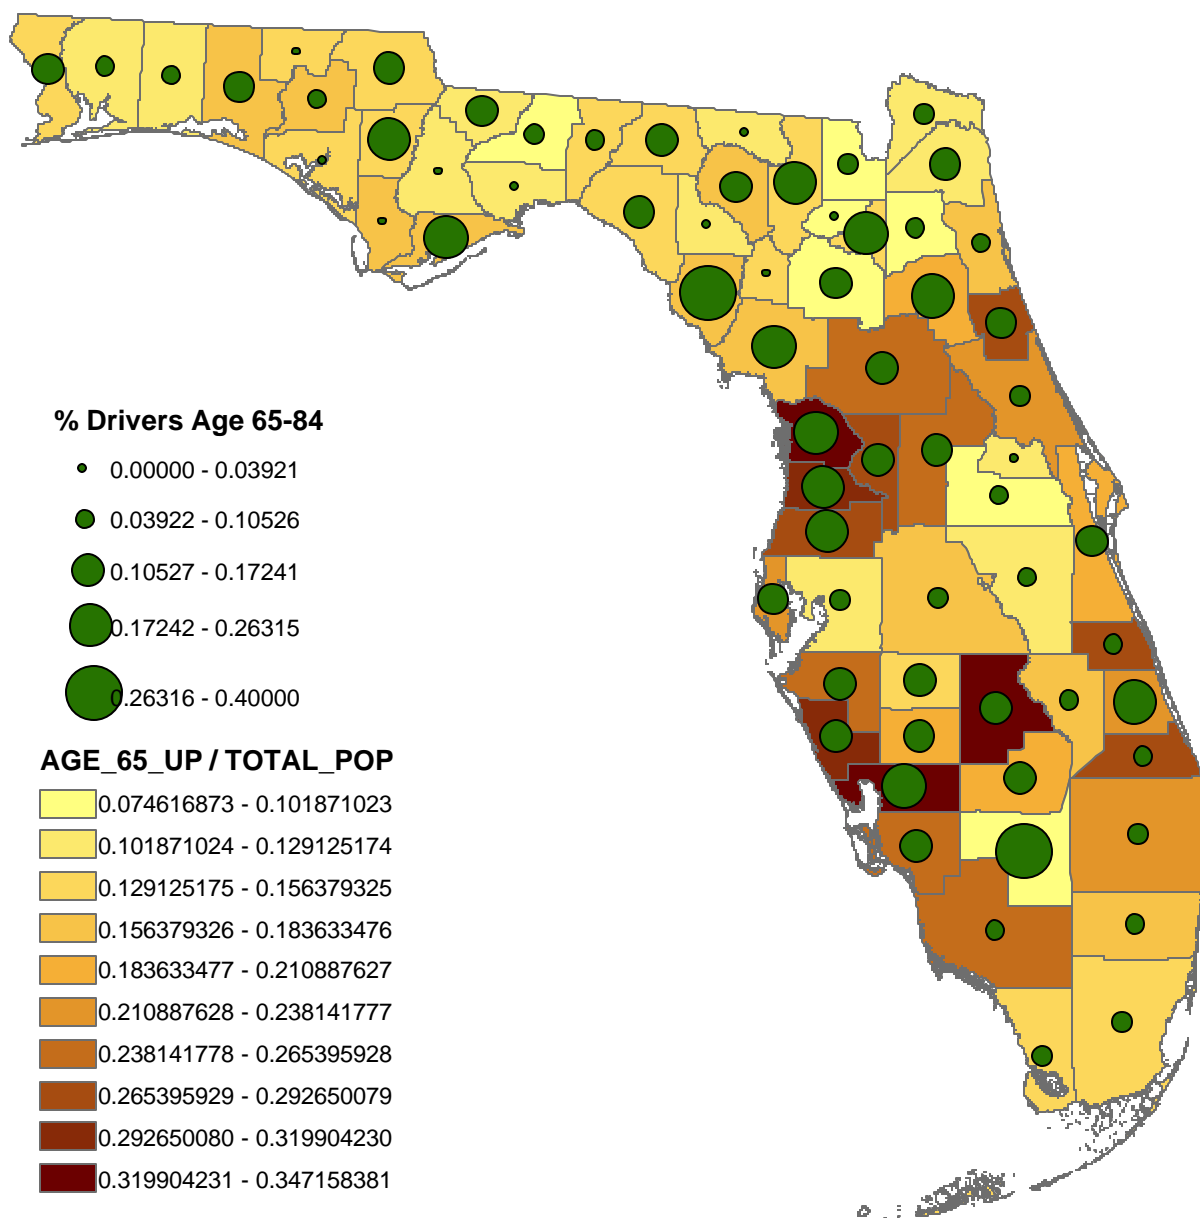 % Drivers Age 65-84
0.00000 - 0.03921
0.03922 - 0.10526
0.10527 - 0.17241
0.17242 - 0.26315
0.26316 - 0.40000
AGE_65_UP / TOTAL_POP
0.074616873 - 0.101871023
0.101871024 - 0.129125174
0.129125175 - 0.156379325
0.156379326 - 0.183633476
0.183633477 - 0.210887627
0.210887628 - 0.238141777
0.238141778 - 0.265395928
0.265395929 - 0.292650079
0.292650080 - 0.319904230
0.319904231 - 0.347158381